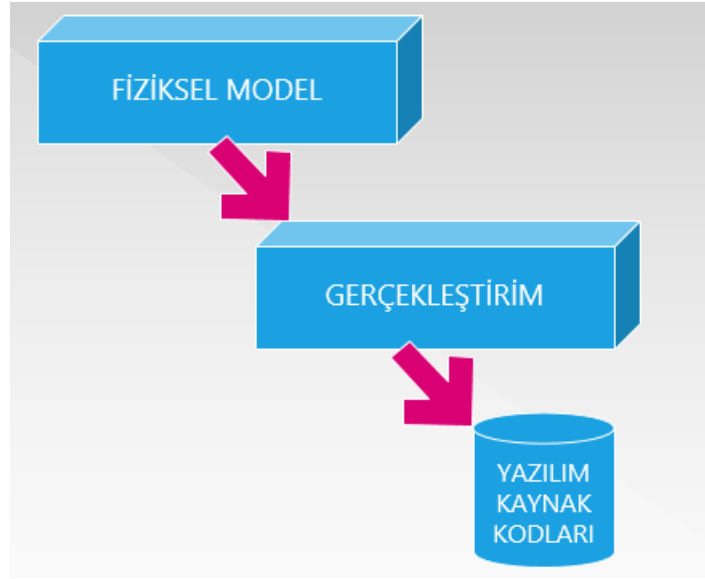 FİZİKSEL MODEL
GERÇEKLEŞTİRİM
YAZILIM
KAYNAK
KODLARI